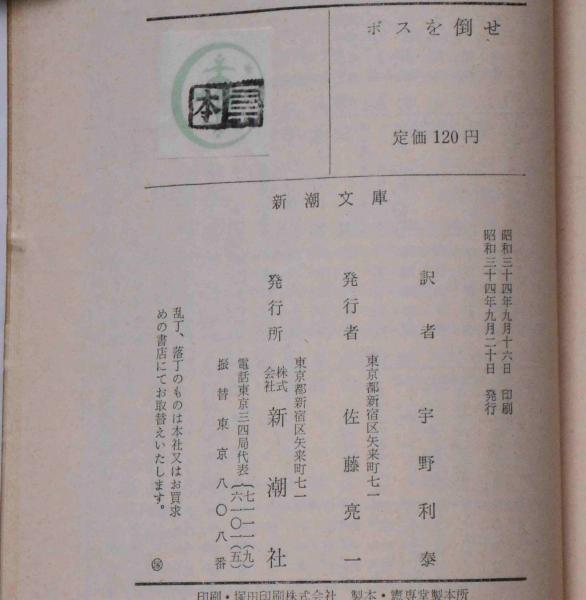 ボスを倒せ
定価 120 円
新潮文庫
昭和三十四年九月十六日 印刷
昭和三十四年九月二十日 発行
訳者 宇野利泰
発行者 佐藤亮一
東京都新宿区矢来町七一
発行所 株式会社 新潮社
東京都新宿区矢来町七一
電話東京三四局代表
振替東京八〇八番
乱丁、落丁のものは本社又はお買求
めの書店にてお取替えいたします。
印刷・塚田印刷株式会社 製本・憲専堂製本所